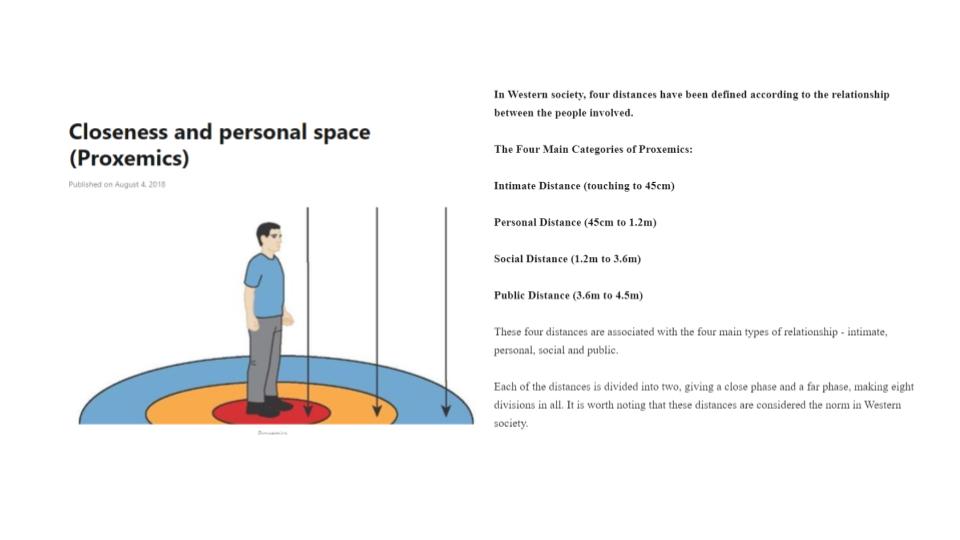 Closeness and personal space
(Proxemics)
Published on August 4, 2018
In Western society, four distances have been defined according to the relationship
between the people involved.
The Four Main Categories of Proxemics:
Intimate Distance (touching to 45cm)
Personal Distance (45cm to 1.2m)
Social Distance (1.2m to 3.6m)
Public Distance (3.6m to 4.5m)
These four distances are associated with the four main types of relationship - intimate,
personal, social and public.
Each of the distances is divided into two, giving a close phase and a far phase, making eight
divisions in all. It is worth noting that these distances are considered the norm in Western
society.